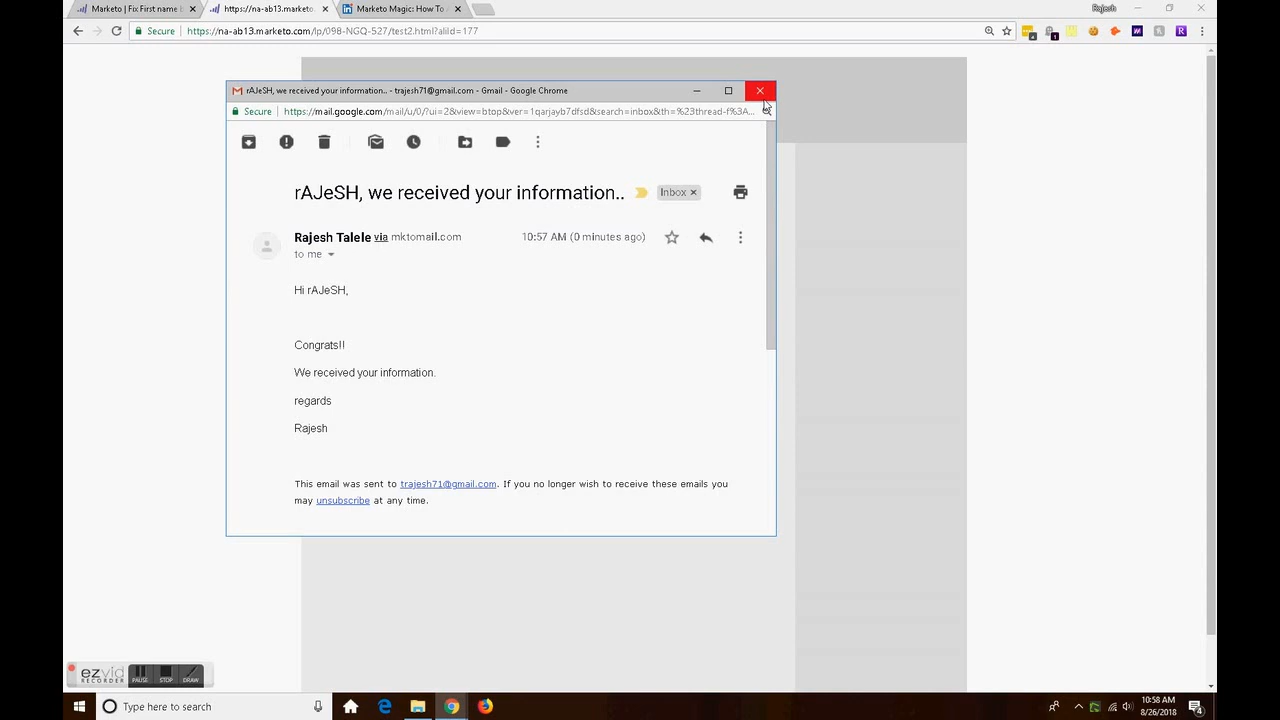 Marketo | Fix First name
https://na-ab13.marketo.
Marketo Magic: How To
Rajesh
Secure
https://na-ab13.marketo.com/lp/098-NGQ-527/test2.html?aliId=177
rAJeSH, we received your information.. - trajesh71@gmail.com - Gmail - Google Chrome
Secure
https://mail.google.com/mail/u/0/?ui=2&view=btop&ver=1qarjayb7dfsd&search=inbox&th=%23thread-f%3A...
rAJeSH, we received your information..
Inbox
Rajesh Talele via mktomail.com
10:57 AM (0 minutes ago)
to me
Hi rAJeSH,
Congrats!!
We received your information.
regards
Rajesh
This email was sent to trajesh71@gmail.com. If you no longer wish to receive these emails you
may unsubscribe at any time.
ezvid
RECORDER
PAUSE
STOP
DRAW
Type here to search
10:58 AM
8/26/2018
4